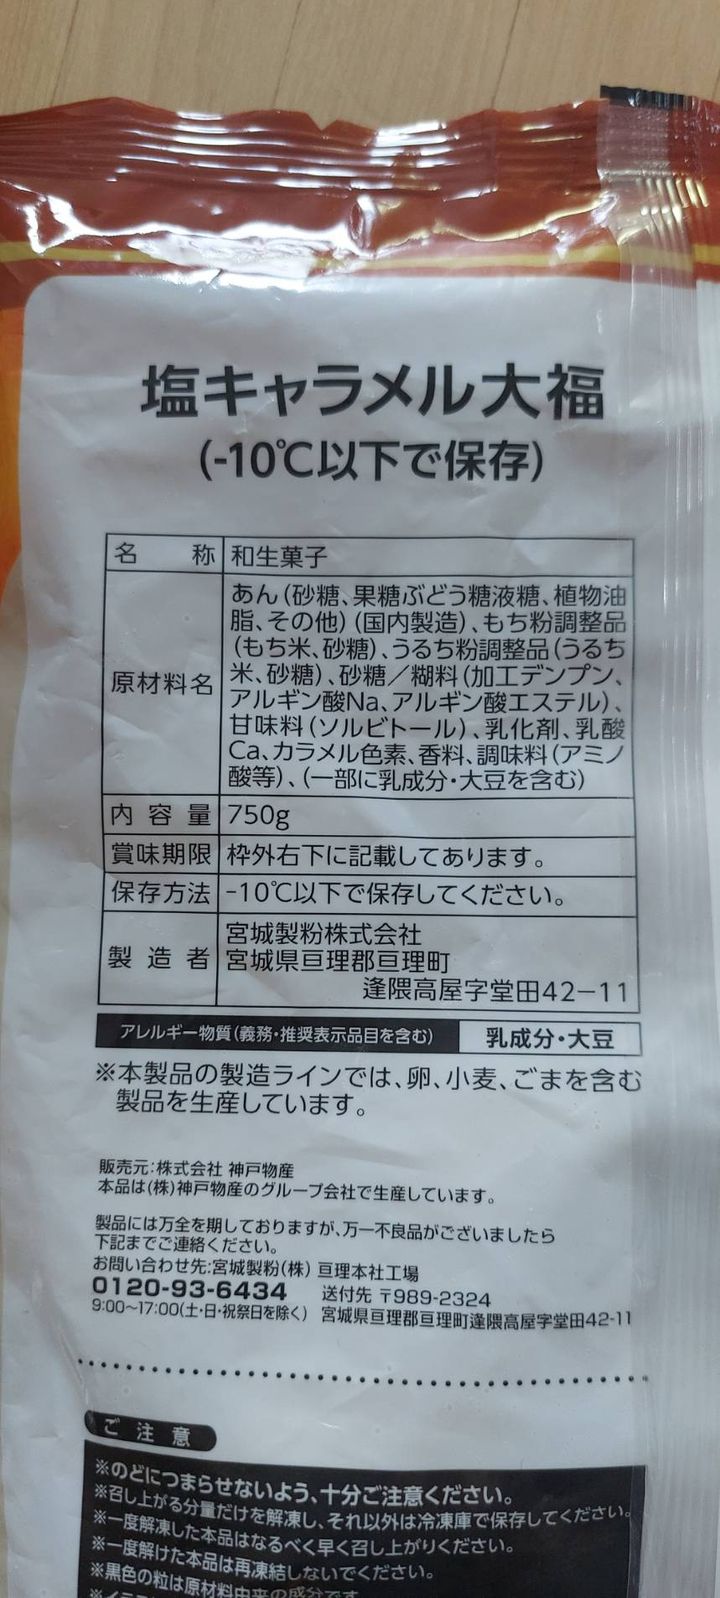 塩キャラメル大福
(-10℃以下で保存)
名 称 和生菓子
原材料名
あん(砂糖、果糖ぶどう糖液糖、植物油
脂、その他)(国内製造)、もち粉調整品
(もち米、砂糖)、うるち粉調整品(うるち
米、砂糖)、砂糖/糊料(加工デンプン、
アルギン酸Na、アルギン酸エステル)、
甘味料(ソルビトール)、乳化剤、乳酸
Ca、カラメル色素、香料、調味料(アミノ
酸等)、(一部に乳成分・大豆を含む)
内容量 750g
賞味期限 枠外右下に記載してあります。
保存方法 -10℃以下で保存してください。
製造者
宮城製粉株式会社
宮城県亘理郡亘理町
逢隈高屋字堂田42-11
アレルギー物質(義務・推奨表示品目を含む) 乳成分・大豆
※本製品の製造ラインでは、卵、小麦、ごまを含む
製品を生産しています。
販売元:株式会社 神戸物産
本品は(株)神戸物産のグループ会社で生産しています。
製品には万全を期しておりますが、万一不良品がございましたら
下記までご連絡ください。
お問い合わせ先:宮城製粉(株) 亘理本社工場
0120-93-6434 送付先 〒989-2324
9:00～17:00(土・日・祝祭日を除く) 宮城県亘理郡亘理町逢隈高屋字堂田42-11
ご注意
※のどにつまらせないよう、十分ご注意ください。
※召し上がる分量だけを解凍し、それ以外は冷凍庫で保存してください。
※一度解凍した本品はなるべく早く召し上がりください。
※一度解けた本品は再凍結しないでください。
※黒色の粒は原材料由来の成分です。